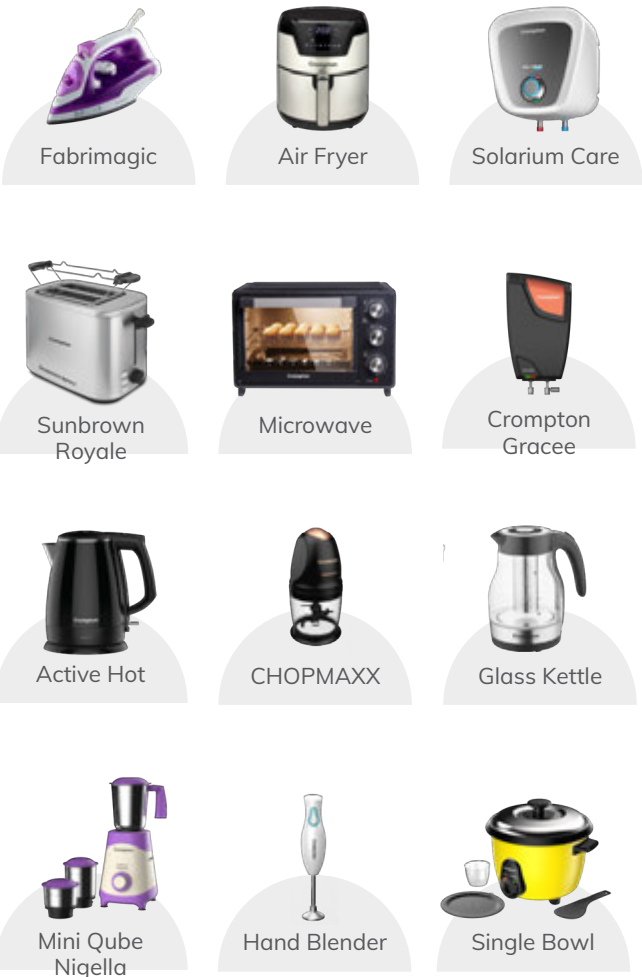 Fabrimagic
Air Fryer
Solarium Care
Sunbrown
Royale
Microwave
Crompton
Gracee
Active Hot
CHOPMAXX
Glass Kettle
Mini Qube
Nigella
Hand Blender
Single Bowl